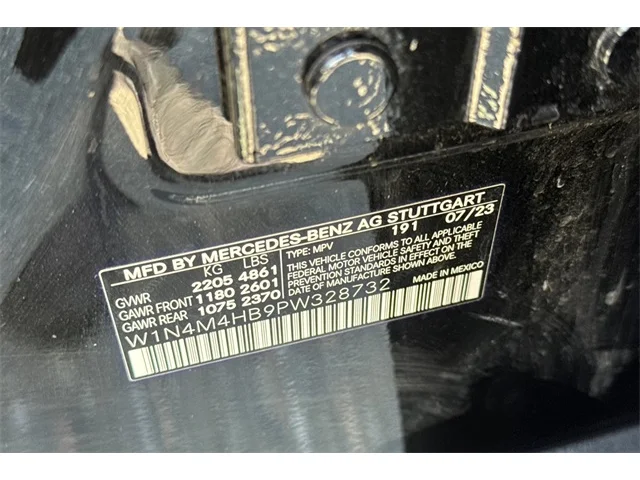 MFD BY MERCEDES-BENZ AG STUTTGART
KG LBS 191 07/23
GVWR 2205 4861 TYPE: MPV
GAWR FRONT 1180 2601 THIS VEHICLE CONFORMS TO ALL APPLICABLE
GAWR REAR 1075 2370 FEDERAL MOTOR VEHICLE SAFETY AND THEFT
PREVENTION STANDARDS IN EFFECT ON THE
DATE OF MANUFACTURE SHOWN ABOVE.
W1N4M4HB9PW328732 MADE IN MEXICO